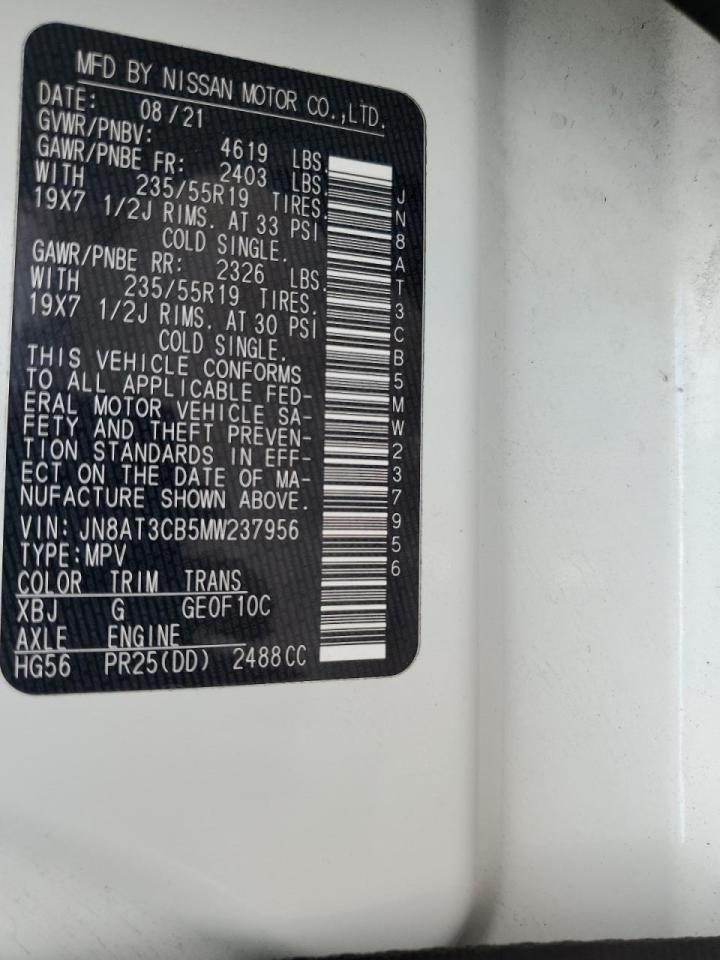 MFD BY NISSAN MOTOR CO.,LTD.
DATE: 08/21
GVWR/PNBV: 4619 LBS.
GAWR/PNBE FR: 2403 LBS.
WITH 235/55R19 TIRES.
19X7 1/2J RIMS. AT 33 PSI
COLD SINGLE.
GAWR/PNBE RR: 2326 LBS.
WITH 235/55R19 TIRES.
19X7 1/2J RIMS. AT 30 PSI
COLD SINGLE.
THIS VEHICLE CONFORMS
TO ALL APPLICABLE FED-
ERAL MOTOR VEHICLE SA-
FETY AND THEFT PREVEN-
TION STANDARDS IN EFF-
ECT ON THE DATE OF MA-
NUFACTURE SHOWN ABOVE.
VIN: JN8AT3CB5MW237956
TYPE:MPV
COLOR TRIM TRANS
XBJ G GE0F10C
AXLE ENGINE
HG56 PR25(DD) 2488CC
JN8AT3CB5MW237956